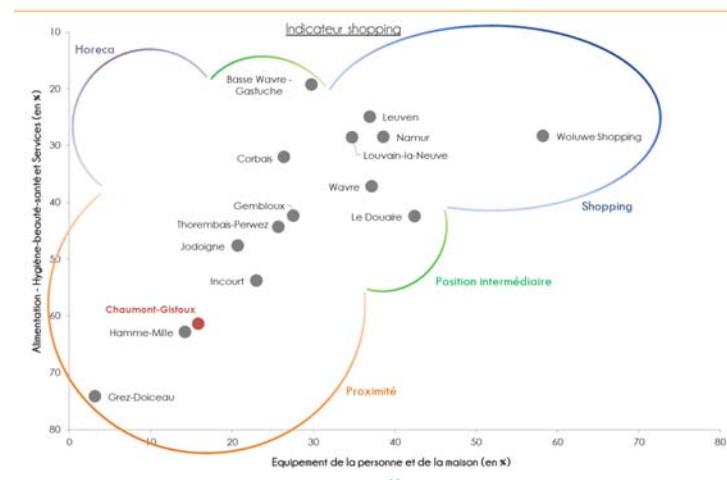 Indicateur shopping
10
Horeca
20
Basse Wavre -
Gastuche
Leuven
Namur
Woluwe Shopping
30
Louvain-la-Neuve
Corbais
Wavre
40
Gembloux
Le Douaire
Shopping
Thorembais-Perwez
Jodoigne
50
Incourt
Position intermédiaire
60
Chaumont-Gistoux
Hamme-Mille
70
Grez-Doiceau
Proximité
80
0 10 20 30 40 50 60 70 80
Alimentation - Hygiène-beauté-santé et Services (en %)
Equipement de la personne et de la maison (en %)